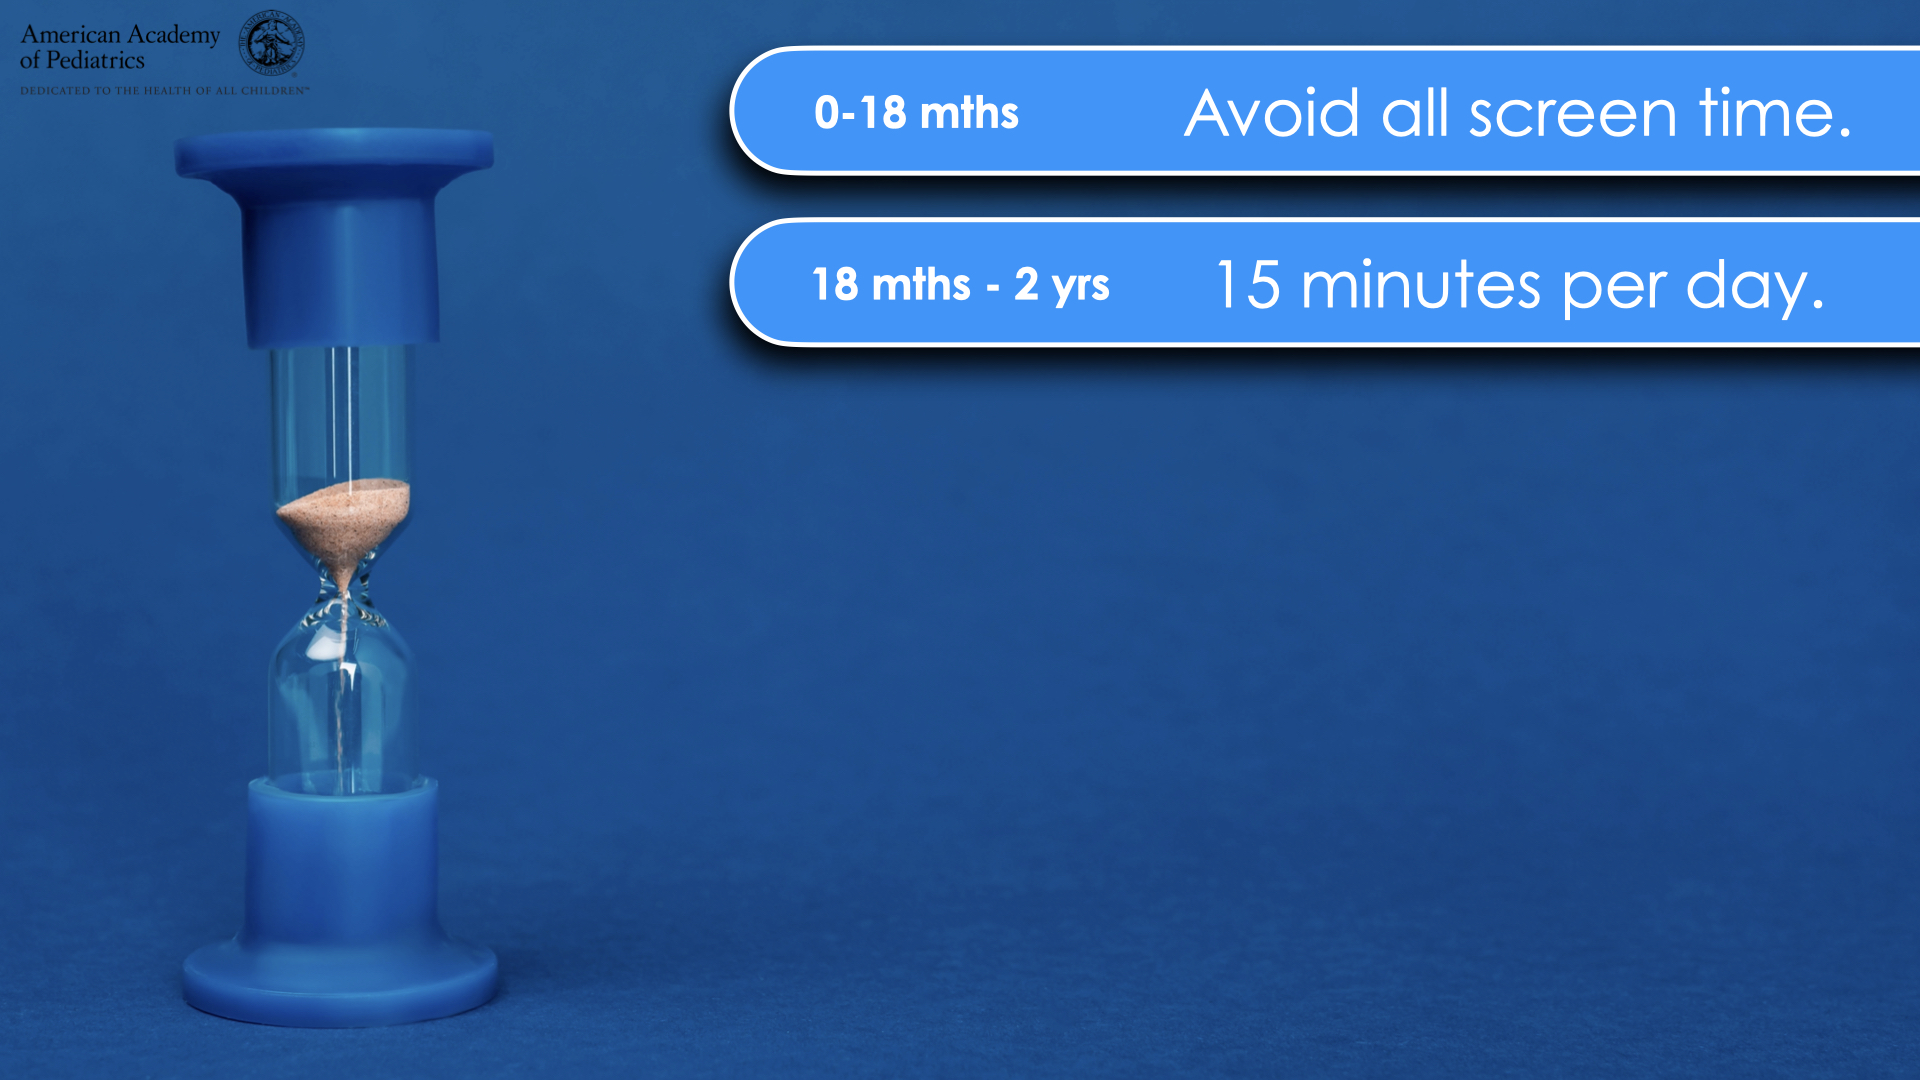 American Academy
of Pediatrics
DEDICATED TO THE HEALTH OF ALL CHILDREN™
0-18 mths Avoid all screen time.
18 mths - 2 yrs 15 minutes per day.